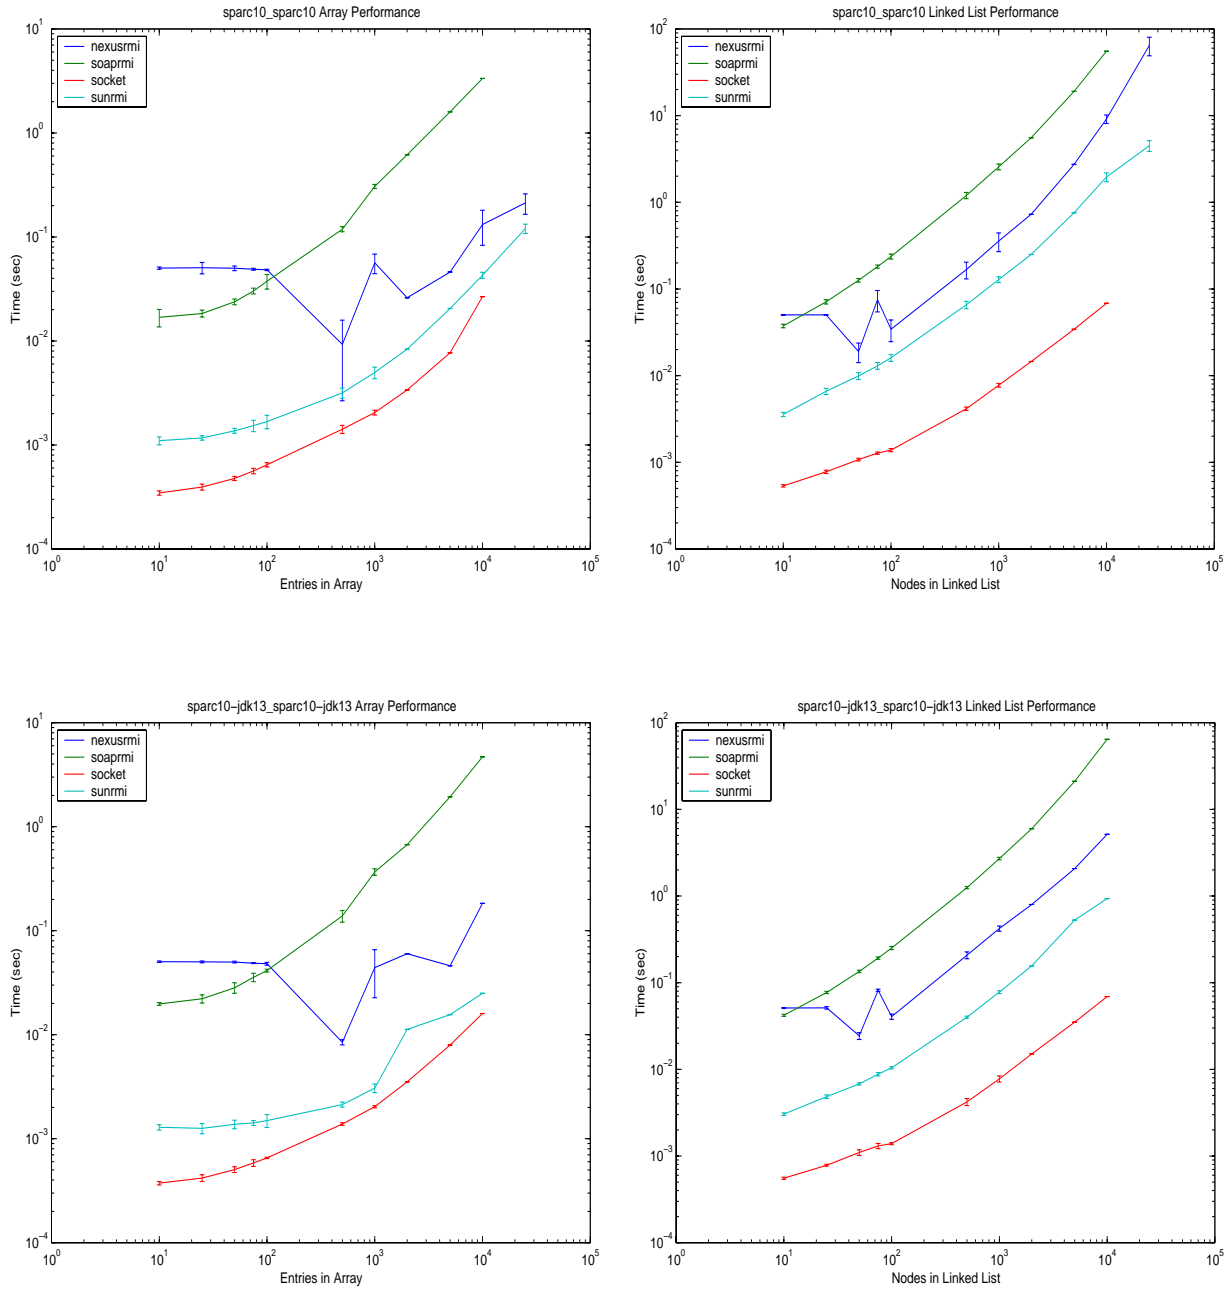 sparc10_sparc10 Array Performance
10^1
10^0
10^-1
10^-2
10^-3
10^-4
Time (sec)
nexusrmi
soaprmi
socket
sunrmi
10^0 10^1 10^2 10^3 10^4 10^5
Entries in Array
sparc10_sparc10 Linked List Performance
10^2
10^1
10^0
10^-1
10^-2
10^-3
10^-4
Time (sec)
nexusrmi
soaprmi
socket
sunrmi
10^0 10^1 10^2 10^3 10^4 10^5
Nodes in Linked List
sparc10-jdk13_sparc10-jdk13 Array Performance
10^1
10^0
10^-1
10^-2
10^-3
10^-4
Time (sec)
nexusrmi
soaprmi
socket
sunrmi
10^0 10^1 10^2 10^3 10^4 10^5
Entries in Array
sparc10-jdk13_sparc10-jdk13 Linked List Performance
10^2
10^1
10^0
10^-1
10^-2
10^-3
10^-4
Time (sec)
nexusrmi
soaprmi
socket
sunrmi
10^0 10^1 10^2 10^3 10^4 10^5
Nodes in Linked List